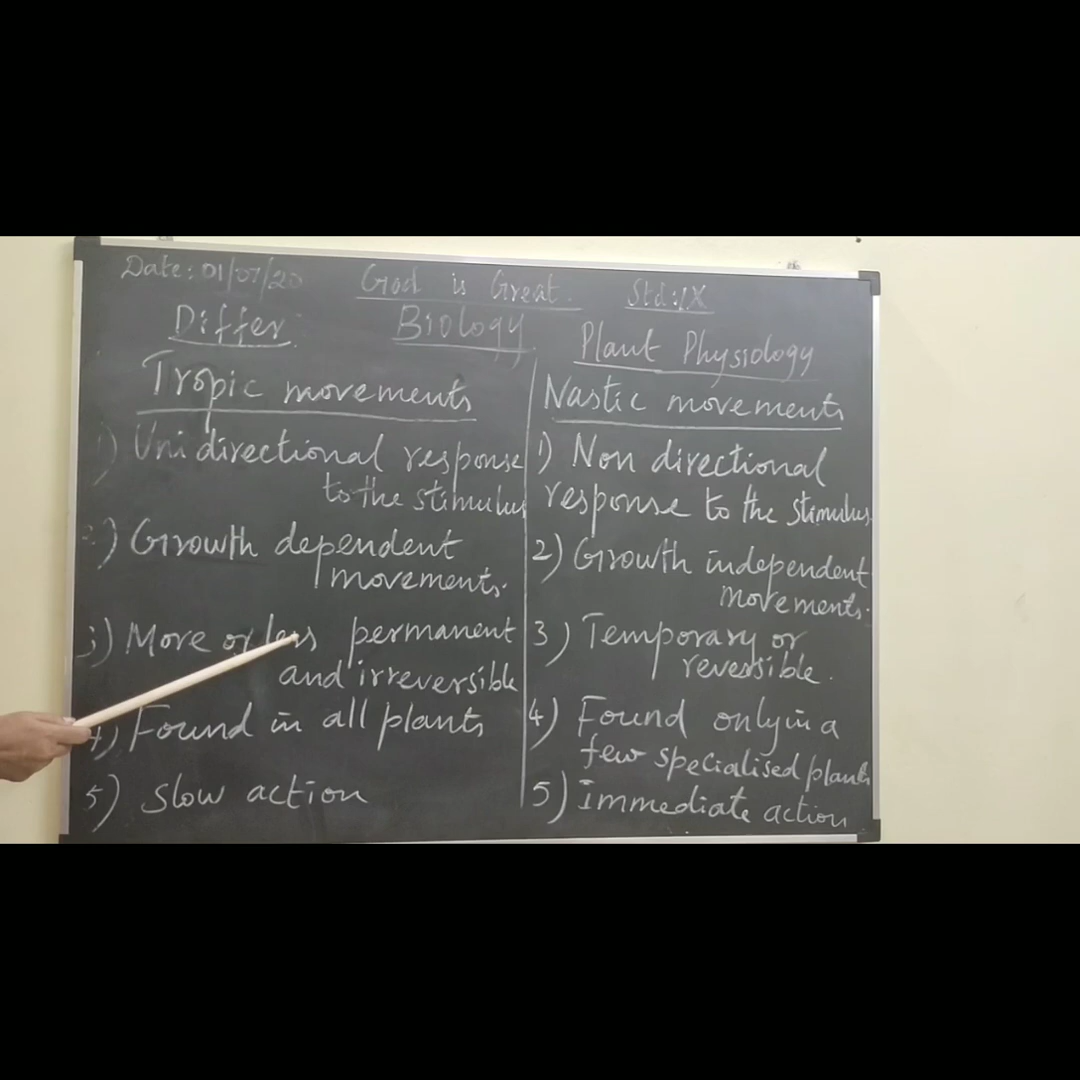 Date: 01/07/20
God is Great.
Std: IX
Differ.
Biology
Plant Physiology
Tropic movements
1) Unidirectional response
to the stimulus
2) Growth dependent
movements.
3) More or less permanent
and irreversible
4) Found in all plants
5) Slow action
Nastic movements
1) Non directional
response to the stimulus
2) Growth independent
movements.
3) Temporary or
reversible.
4) Found only in a
few specialised plants
5) immediate action